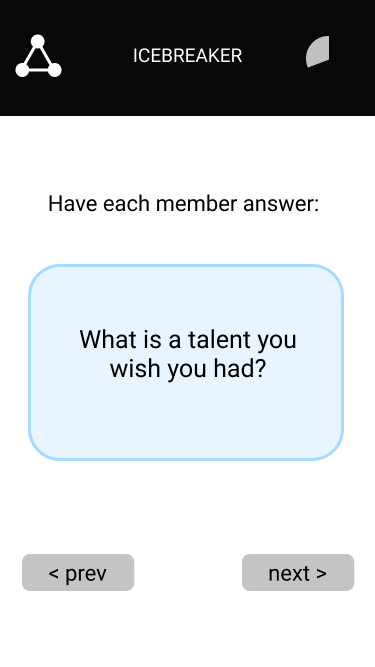 ICEBREAKER
Have each member answer:
What is a talent you
wish you had?
< prev
next >